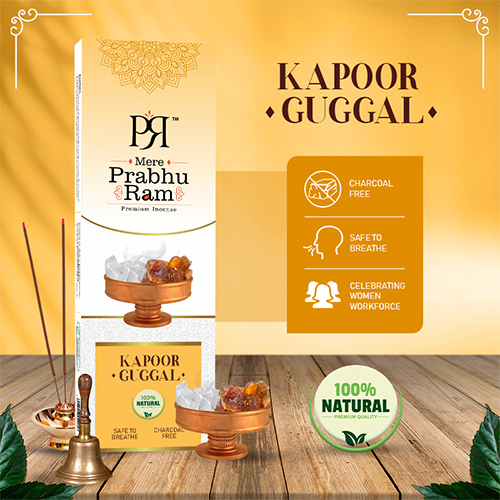 PR™
Mere
Prabhu
Ram
Premium Incense
KAPOOR
GUGGAL
100%
NATURAL
SAFE TO
BREATHE
CHARCOAL
FREE
KAPOOR
GUGGAL
CHARCOAL
FREE
SAFE TO
BREATHE
CELEBRATING
WOMEN
WORKFORCE
100%
NATURAL
PREMIUM QUALITY